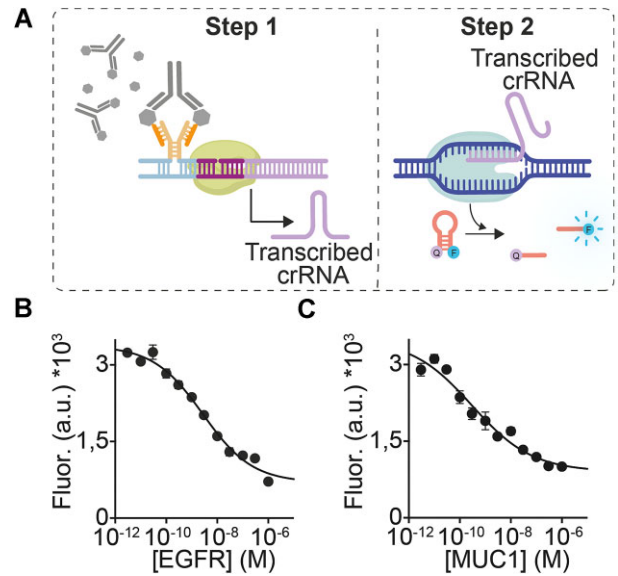 A
Step 1
Step 2
Transcribed
crRNA
Transcribed
crRNA
Q
F
Q
F
B
Fluor. (a.u.) *10³
3
1,5
0
10⁻¹² 10⁻¹⁰ 10⁻⁸ 10⁻⁶
[EGFR] (M)
C
Fluor. (a.u.) *10³
3
1,5
0
10⁻¹² 10⁻¹⁰ 10⁻⁸ 10⁻⁶
[MUC1] (M)